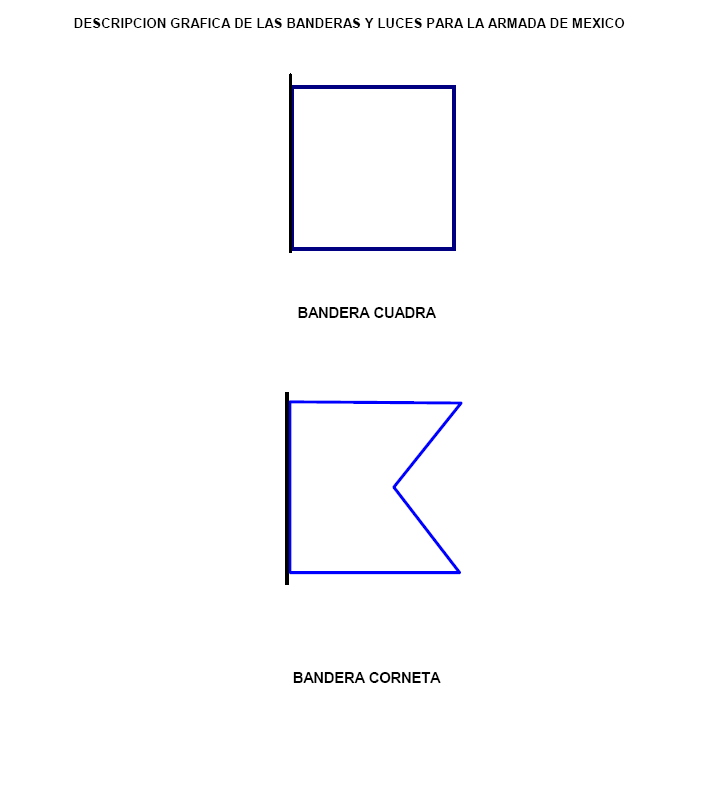 DESCRIPCION GRAFICA DE LAS BANDERAS Y LUCES PARA LA ARMADA DE MEXICO
BANDERA CUADRA
BANDERA CORNETA